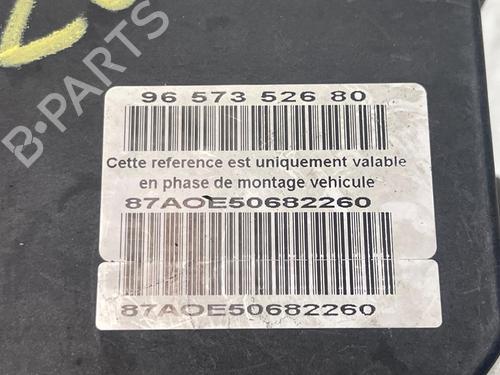 96 573 526 80
Cette reference est uniquement valable
en phase de montage vehicule
87AOE50682260
87AOE50682260
B-PARTS